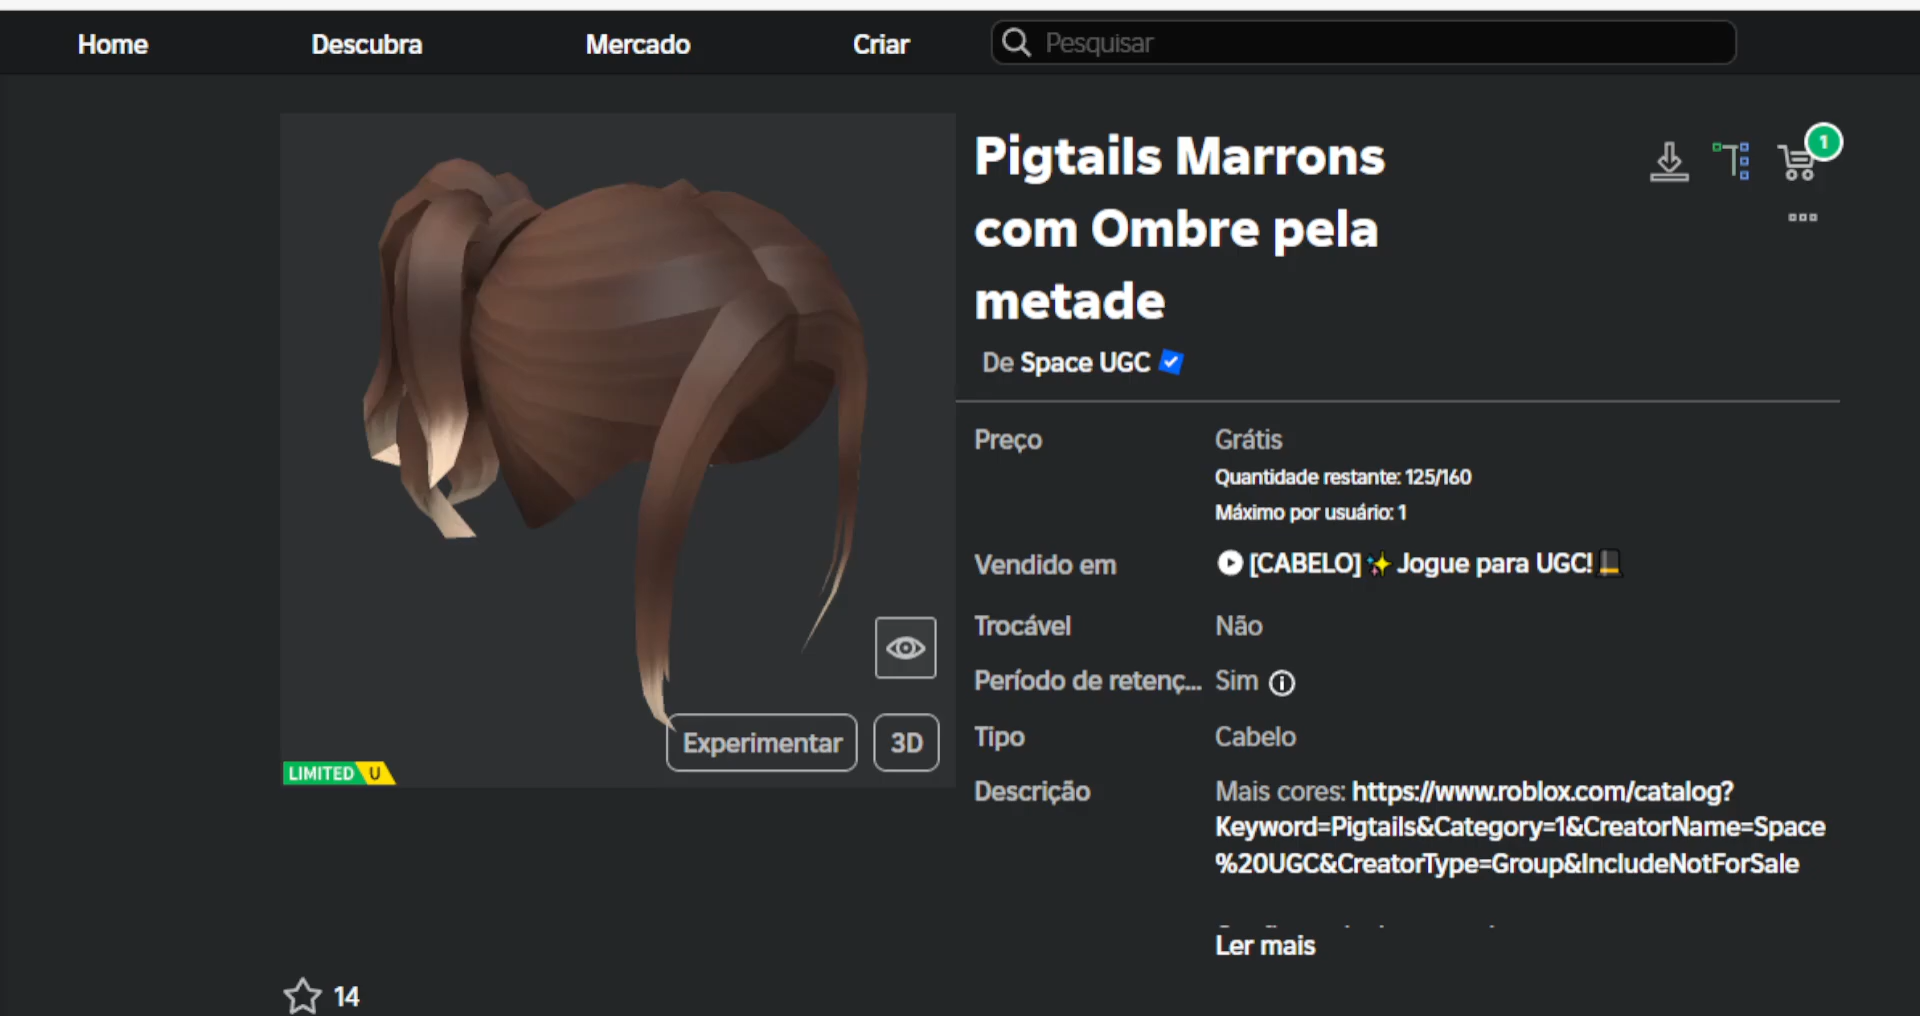 Home Descubra Mercado Criar Pesquisar
1
Pigtails Marrons
com Ombre pela
metade
De Space UGC
Preço Grátis
Quantidade restante: 125/160
Máximo por usuário: 1
Vendido em [CABELO]✨ Jogue para UGC!
Trocável Não
Período de retenç... Sim
Tipo Cabelo
Descrição Mais cores: https://www.roblox.com/catalog?
Keyword=Pigtails&Category=1&CreatorName=Space
%20UGC&CreatorType=Group&IncludeNotForSale
Ler mais
Experimentar 3D
LIMITED U
14